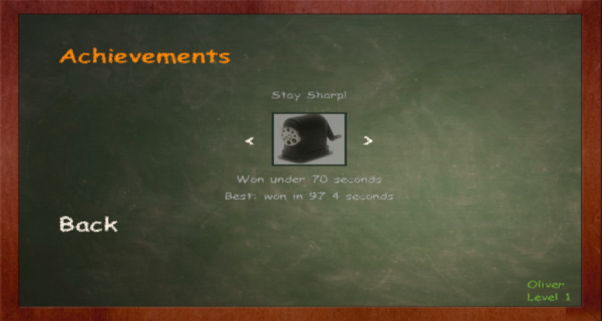 Achievements
Stay Sharp!
< >
Won under 70 seconds
Best: won in 97.4 seconds
Back
Oliver
Level 1